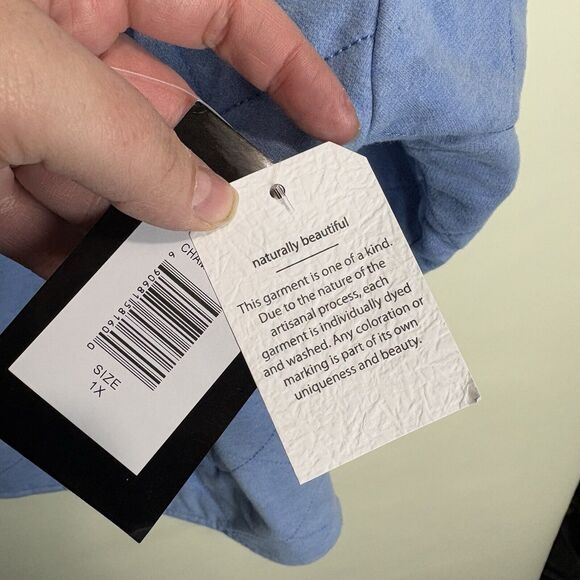 naturally beautiful
This garment is one of a kind.
Due to the nature of the
artisanal process, each
garment is individually dyed
and washed. Any coloration or
marking is part of its own
uniqueness and beauty.
SIZE
1X